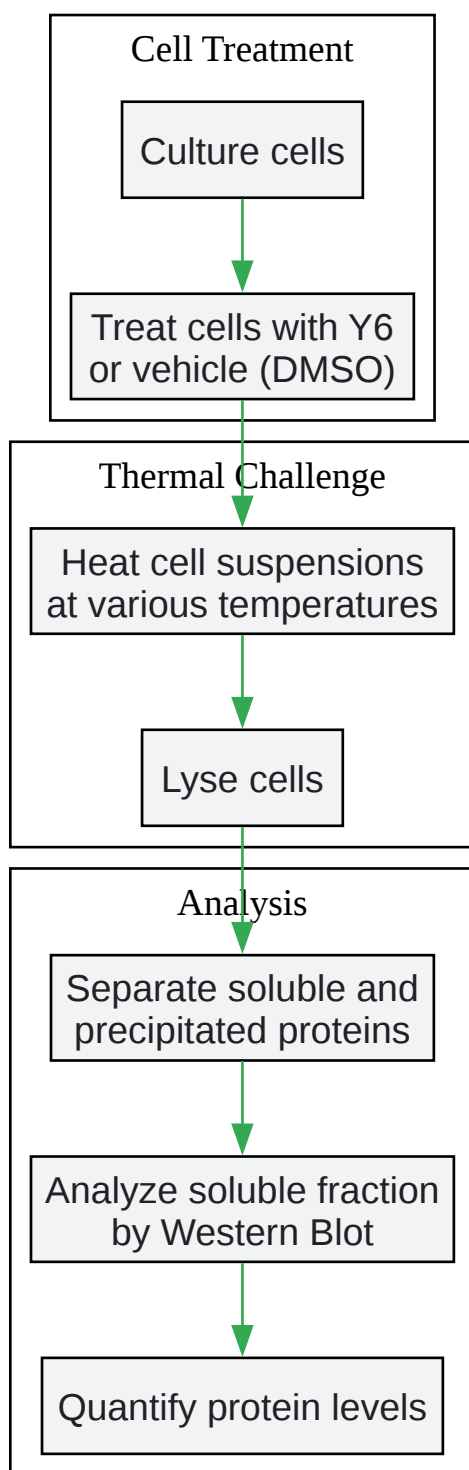 Cell Treatment
Culture cells
Treat cells with Y6
or vehicle (DMSO)
Thermal Challenge
Heat cell suspensions
at various temperatures
Lyse cells
Analysis
Separate soluble and
precipitated proteins
Analyze soluble fraction
by Western Blot
Quantify protein levels